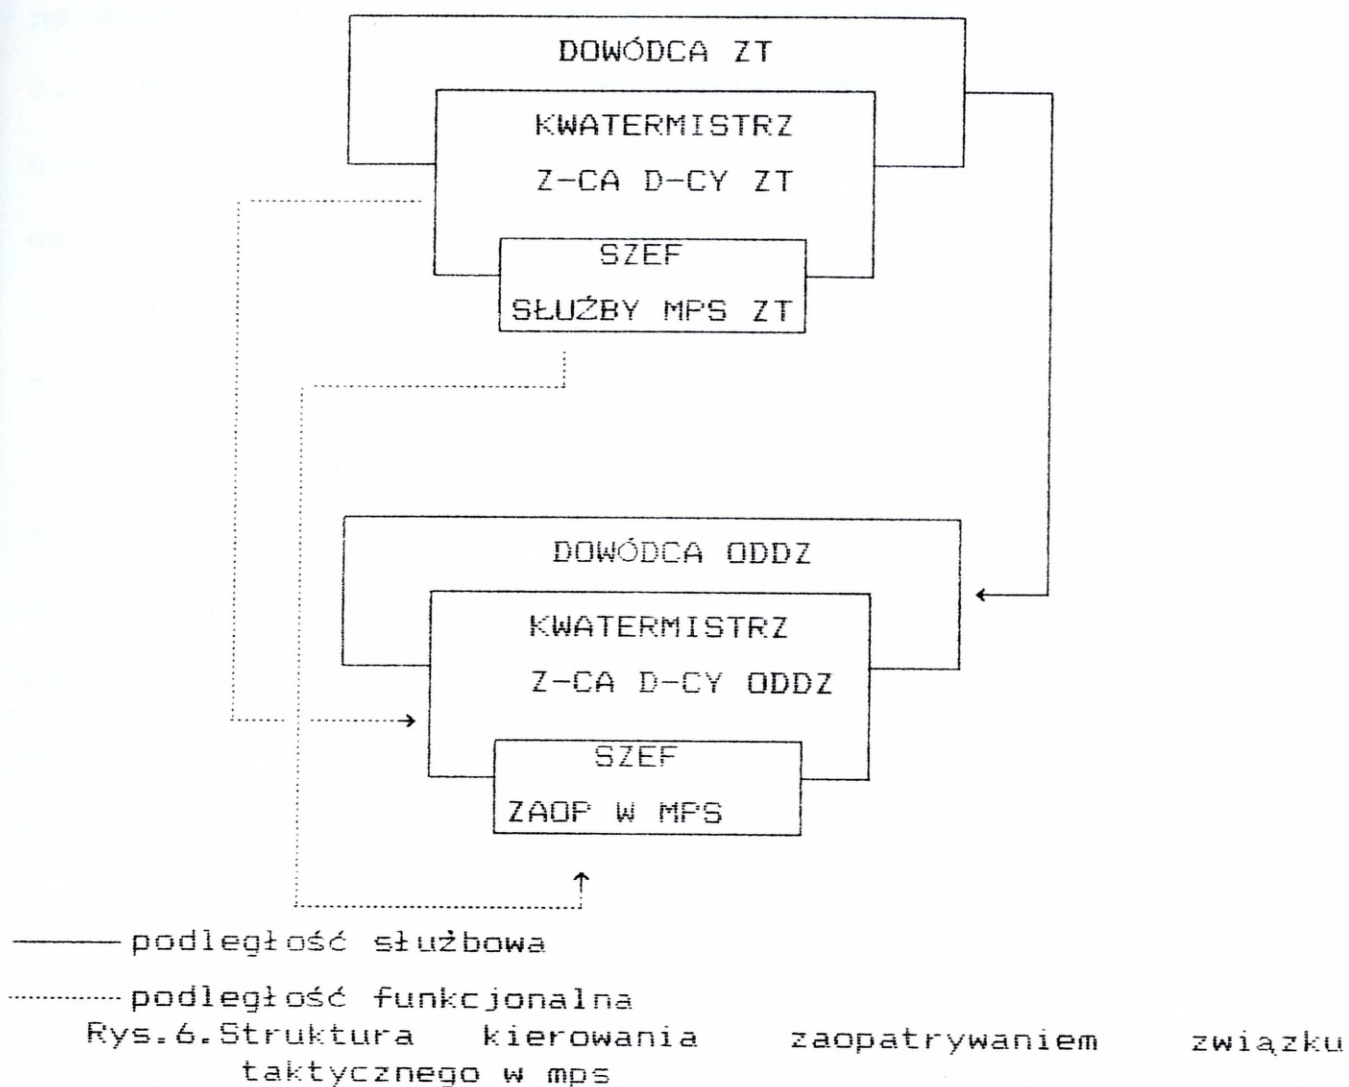 DOWÓDCA ZT
KWATERMISTRZ
Z-CA D-CY ZT
SZEF
SŁUŹBY MPS ZT
DOWÓDCA ODDZ
KWATERMISTRZ
Z-CA D-CY ODDZ
SZEF
ZAOP W MPS
podległość służbowa
podległość funkcjonalna
Rys.6.Struktura kierowania zaopatrywaniem związku
taktycznego w mps